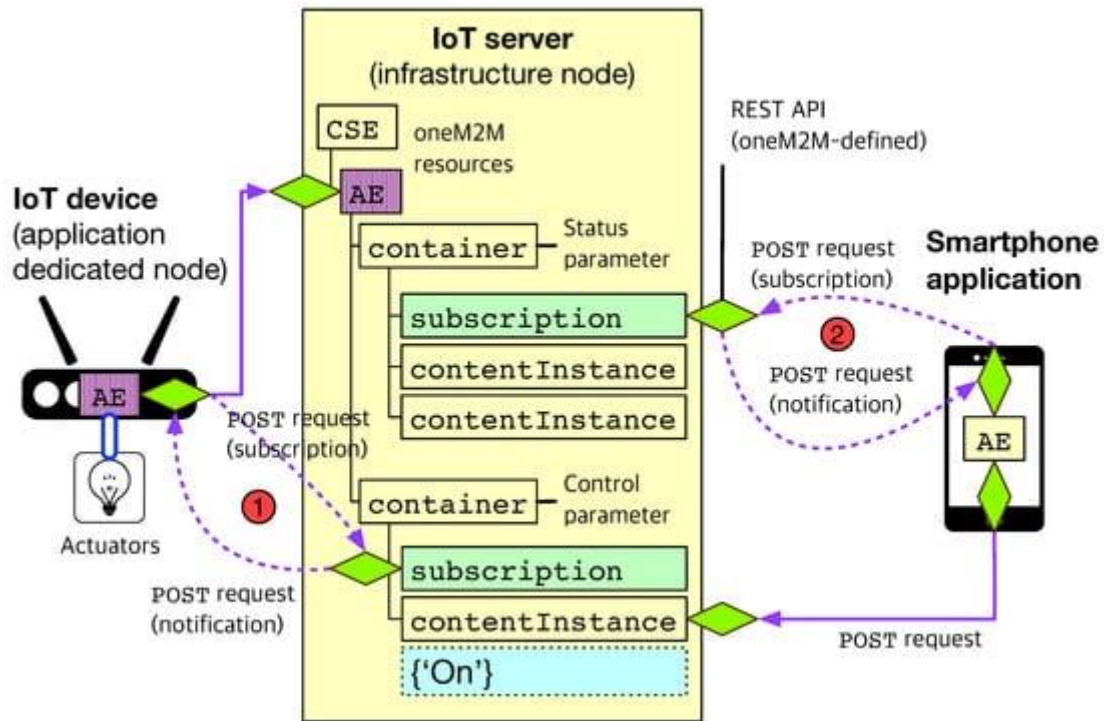 IoT server
(infrastructure node)
CSE
oneM2M
resources
AE
REST API
(oneM2M-defined)
IoT device
(application
dedicated node)
container
Status
parameter
POST request
(subscription)
Smartphone
application
subscription
2
contentInstance
POST request
(notification)
contentInstance
AE
AE
POST request
(subscription)
1
container
Control
parameter
Actuators
subscription
POST request
(notification)
contentInstance
POST request
{‘On’}